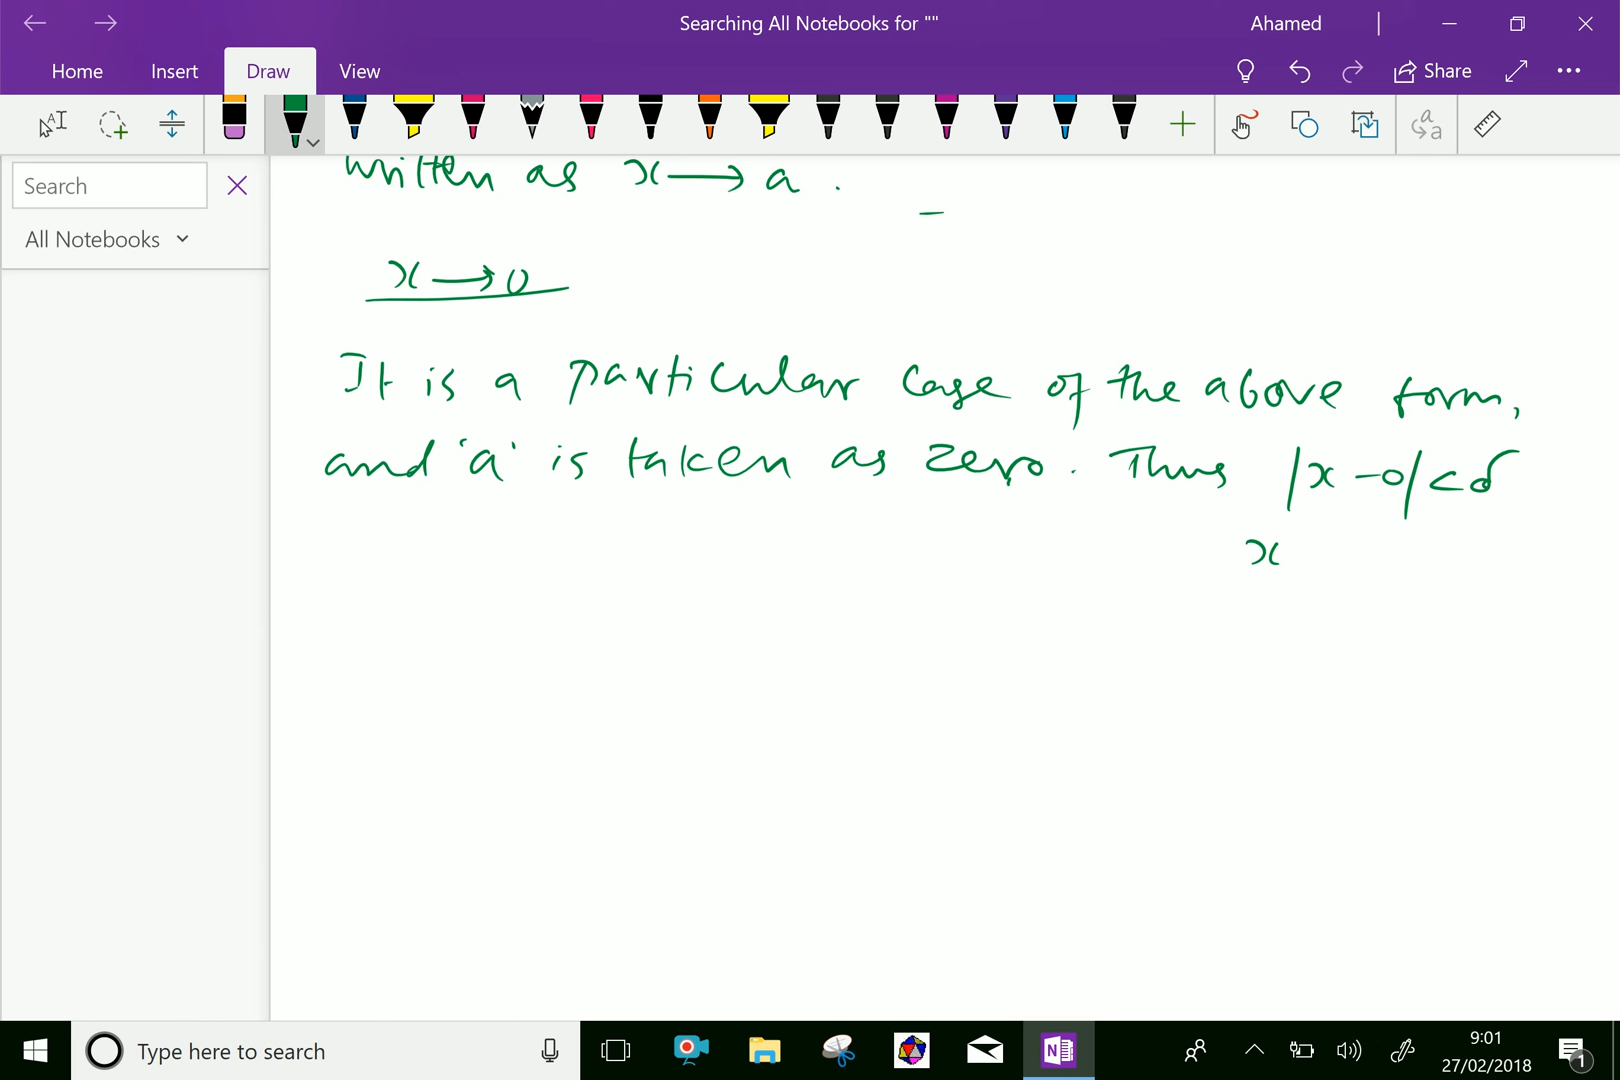 Searching All Notebooks for ""
Ahamed
Home Insert Draw View
Share
Search
All Notebooks
written as x → a .
x → 0
It is a particular case of the above form,
and 'a' is taken as zero. Thus |x - 0| < δ
x
Type here to search
9:01
27/02/2018
1